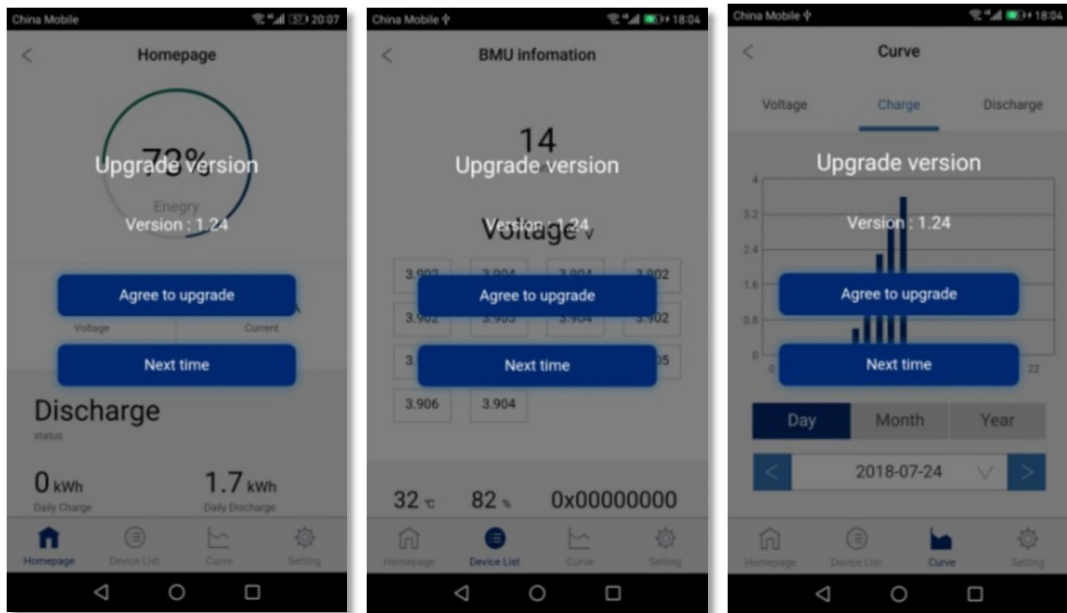 China Mobile 57 20:07
Homepage
73%
Upgrade version
Enegry
Version : 1.24
Agree to upgrade
Voltage Current
Next time
Discharge
status
0 kWh 1.7 kWh
Daily Charge Daily Discharge
Homepage Device List Curve Setting
China Mobile 18:04
BMU infomation
14
Upgrade version
Voltage V
Version : 1.24
3.902 3.904 3.904 3.902
Agree to upgrade
3.902 3.905 3.904 3.902
Next time
3.906 3.904
32 ℃ 82 % 0x00000000
Homepage Device List Curve Setting
China Mobile 18:04
Curve
Voltage Charge Discharge
Upgrade version
4
3.2
Version : 1.24
2.4
1.6
Agree to upgrade
0.8
0
Next time
0 22
Day Month Year
< 2018-07-24 >
Homepage Device List Curve Setting